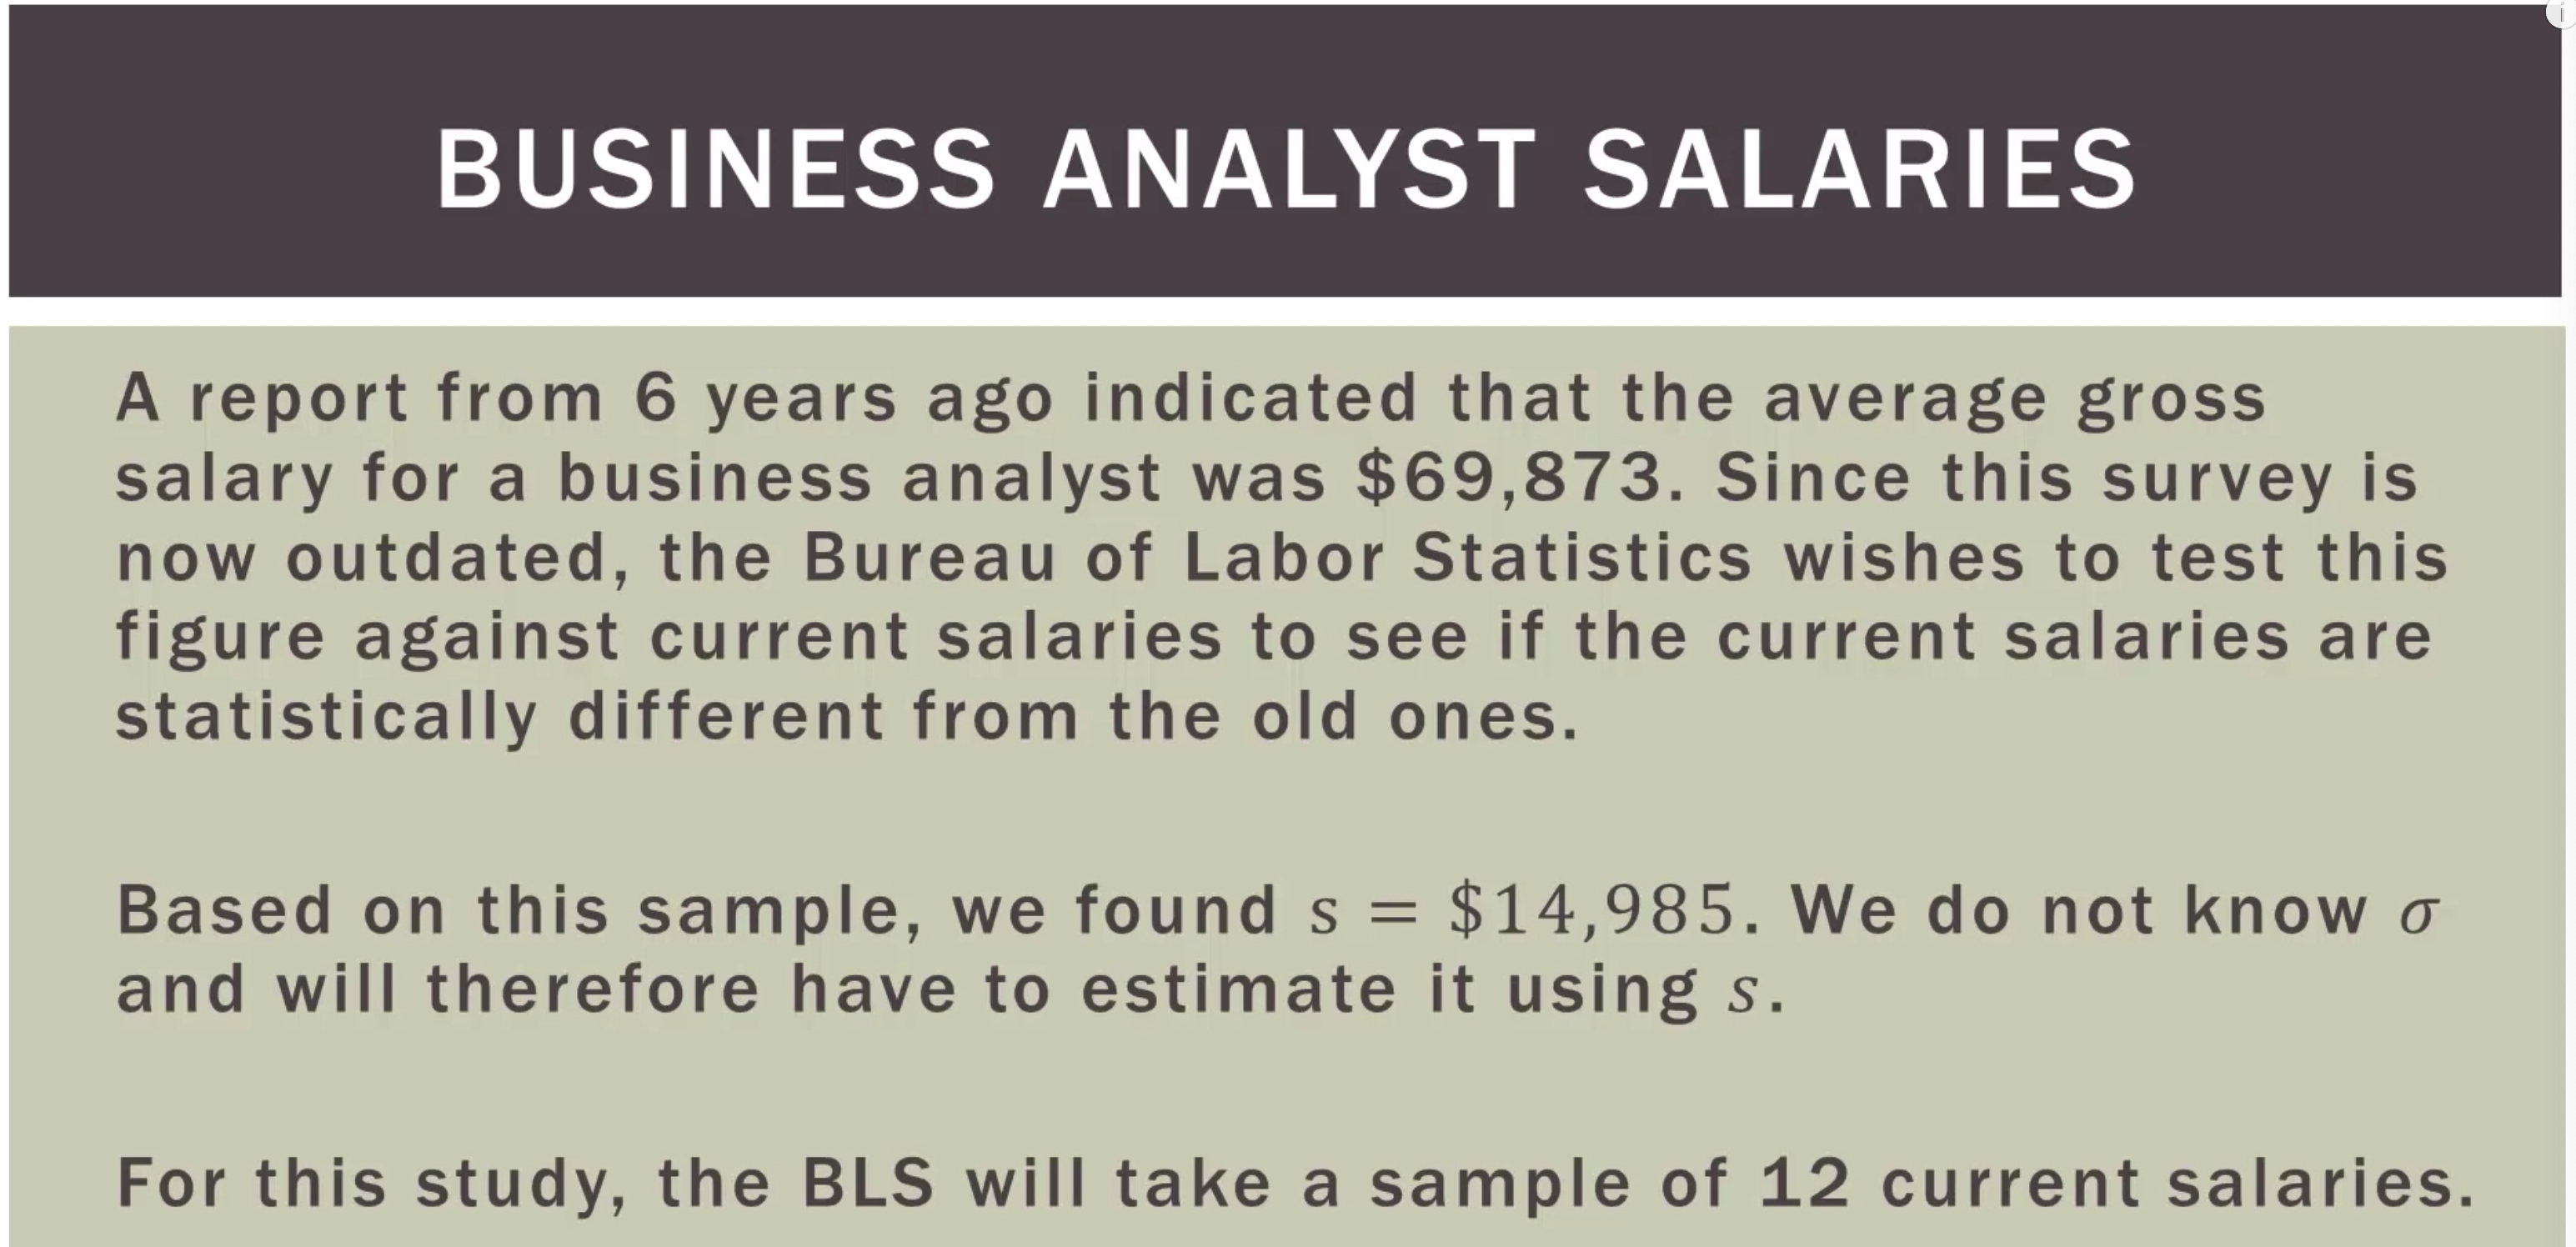 BUSINESS ANALYST SALARIES
A report from 6 years ago indicated that the average gross
salary for a business analyst was $69,873. Since this survey is
now outdated, the Bureau of Labor Statistics wishes to test this
figure against current salaries to see if the current salaries are
statistically different from the old ones.
Based on this sample, we found s = $14,985. We do not know σ
and will therefore have to estimate it using s.
For this study, the BLS will take a sample of 12 current salaries.